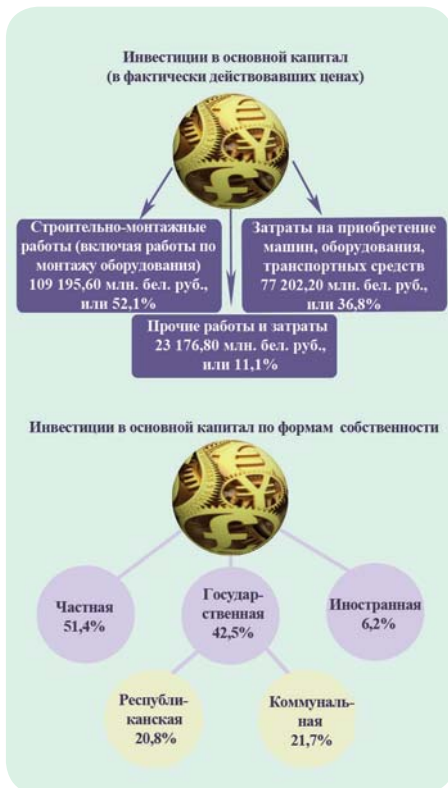 Инвестиции в основной капитал
(в фактически действовавших ценах)
Строительно-монтажные
работы (включая работы по
монтажу оборудования)
109 195,60 млн. бел. руб.,
или 52,1%
Затраты на приобретение
машин, оборудования,
транспортных средств
77 202,20 млн. бел. руб.,
или 36,8%
Прочие работы и затраты
23 176,80 млн. бел. руб.,
или 11,1%
Инвестиции в основной капитал по формам собственности
Частная
51,4%
Государ-
ственная
42,5%
Иностранная
6,2%
Республи-
канская
20,8%
Коммуналь-
ная
21,7%